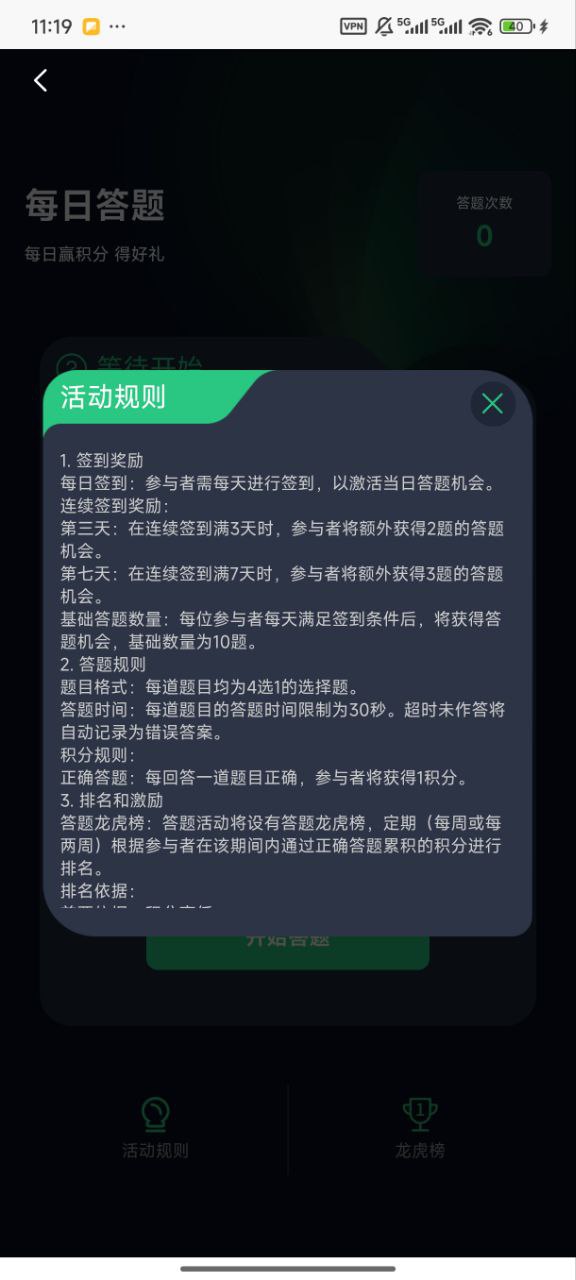 11:19
VPN
5G
5G
6
40
每日答题
每日赢积分 得好礼
答题次数
0
等待开始
活动规则
1. 签到奖励
每日签到：参与者需每天进行签到，以激活当日答题机会。
连续签到奖励：
第三天：在连续签到满3天时，参与者将额外获得2题的答题
机会。
第七天：在连续签到满7天时，参与者将额外获得3题的答题
机会。
基础答题数量：每位参与者每天满足签到条件后，将获得答
题机会，基础数量为10题。
2. 答题规则
题目格式：每道题目均为4选1的选择题。
答题时间：每道题目的答题时间限制为30秒。超时未作答将
自动记录为错误答案。
积分规则：
正确答题：每回答一道题目正确，参与者将获得1积分。
3. 排名和激励
答题龙虎榜：答题活动将设有答题龙虎榜，定期（每周或每
两周）根据参与者在该期间内通过正确答题累积的积分进行
排名。
排名依据：
开始答题
1
活动规则
龙虎榜